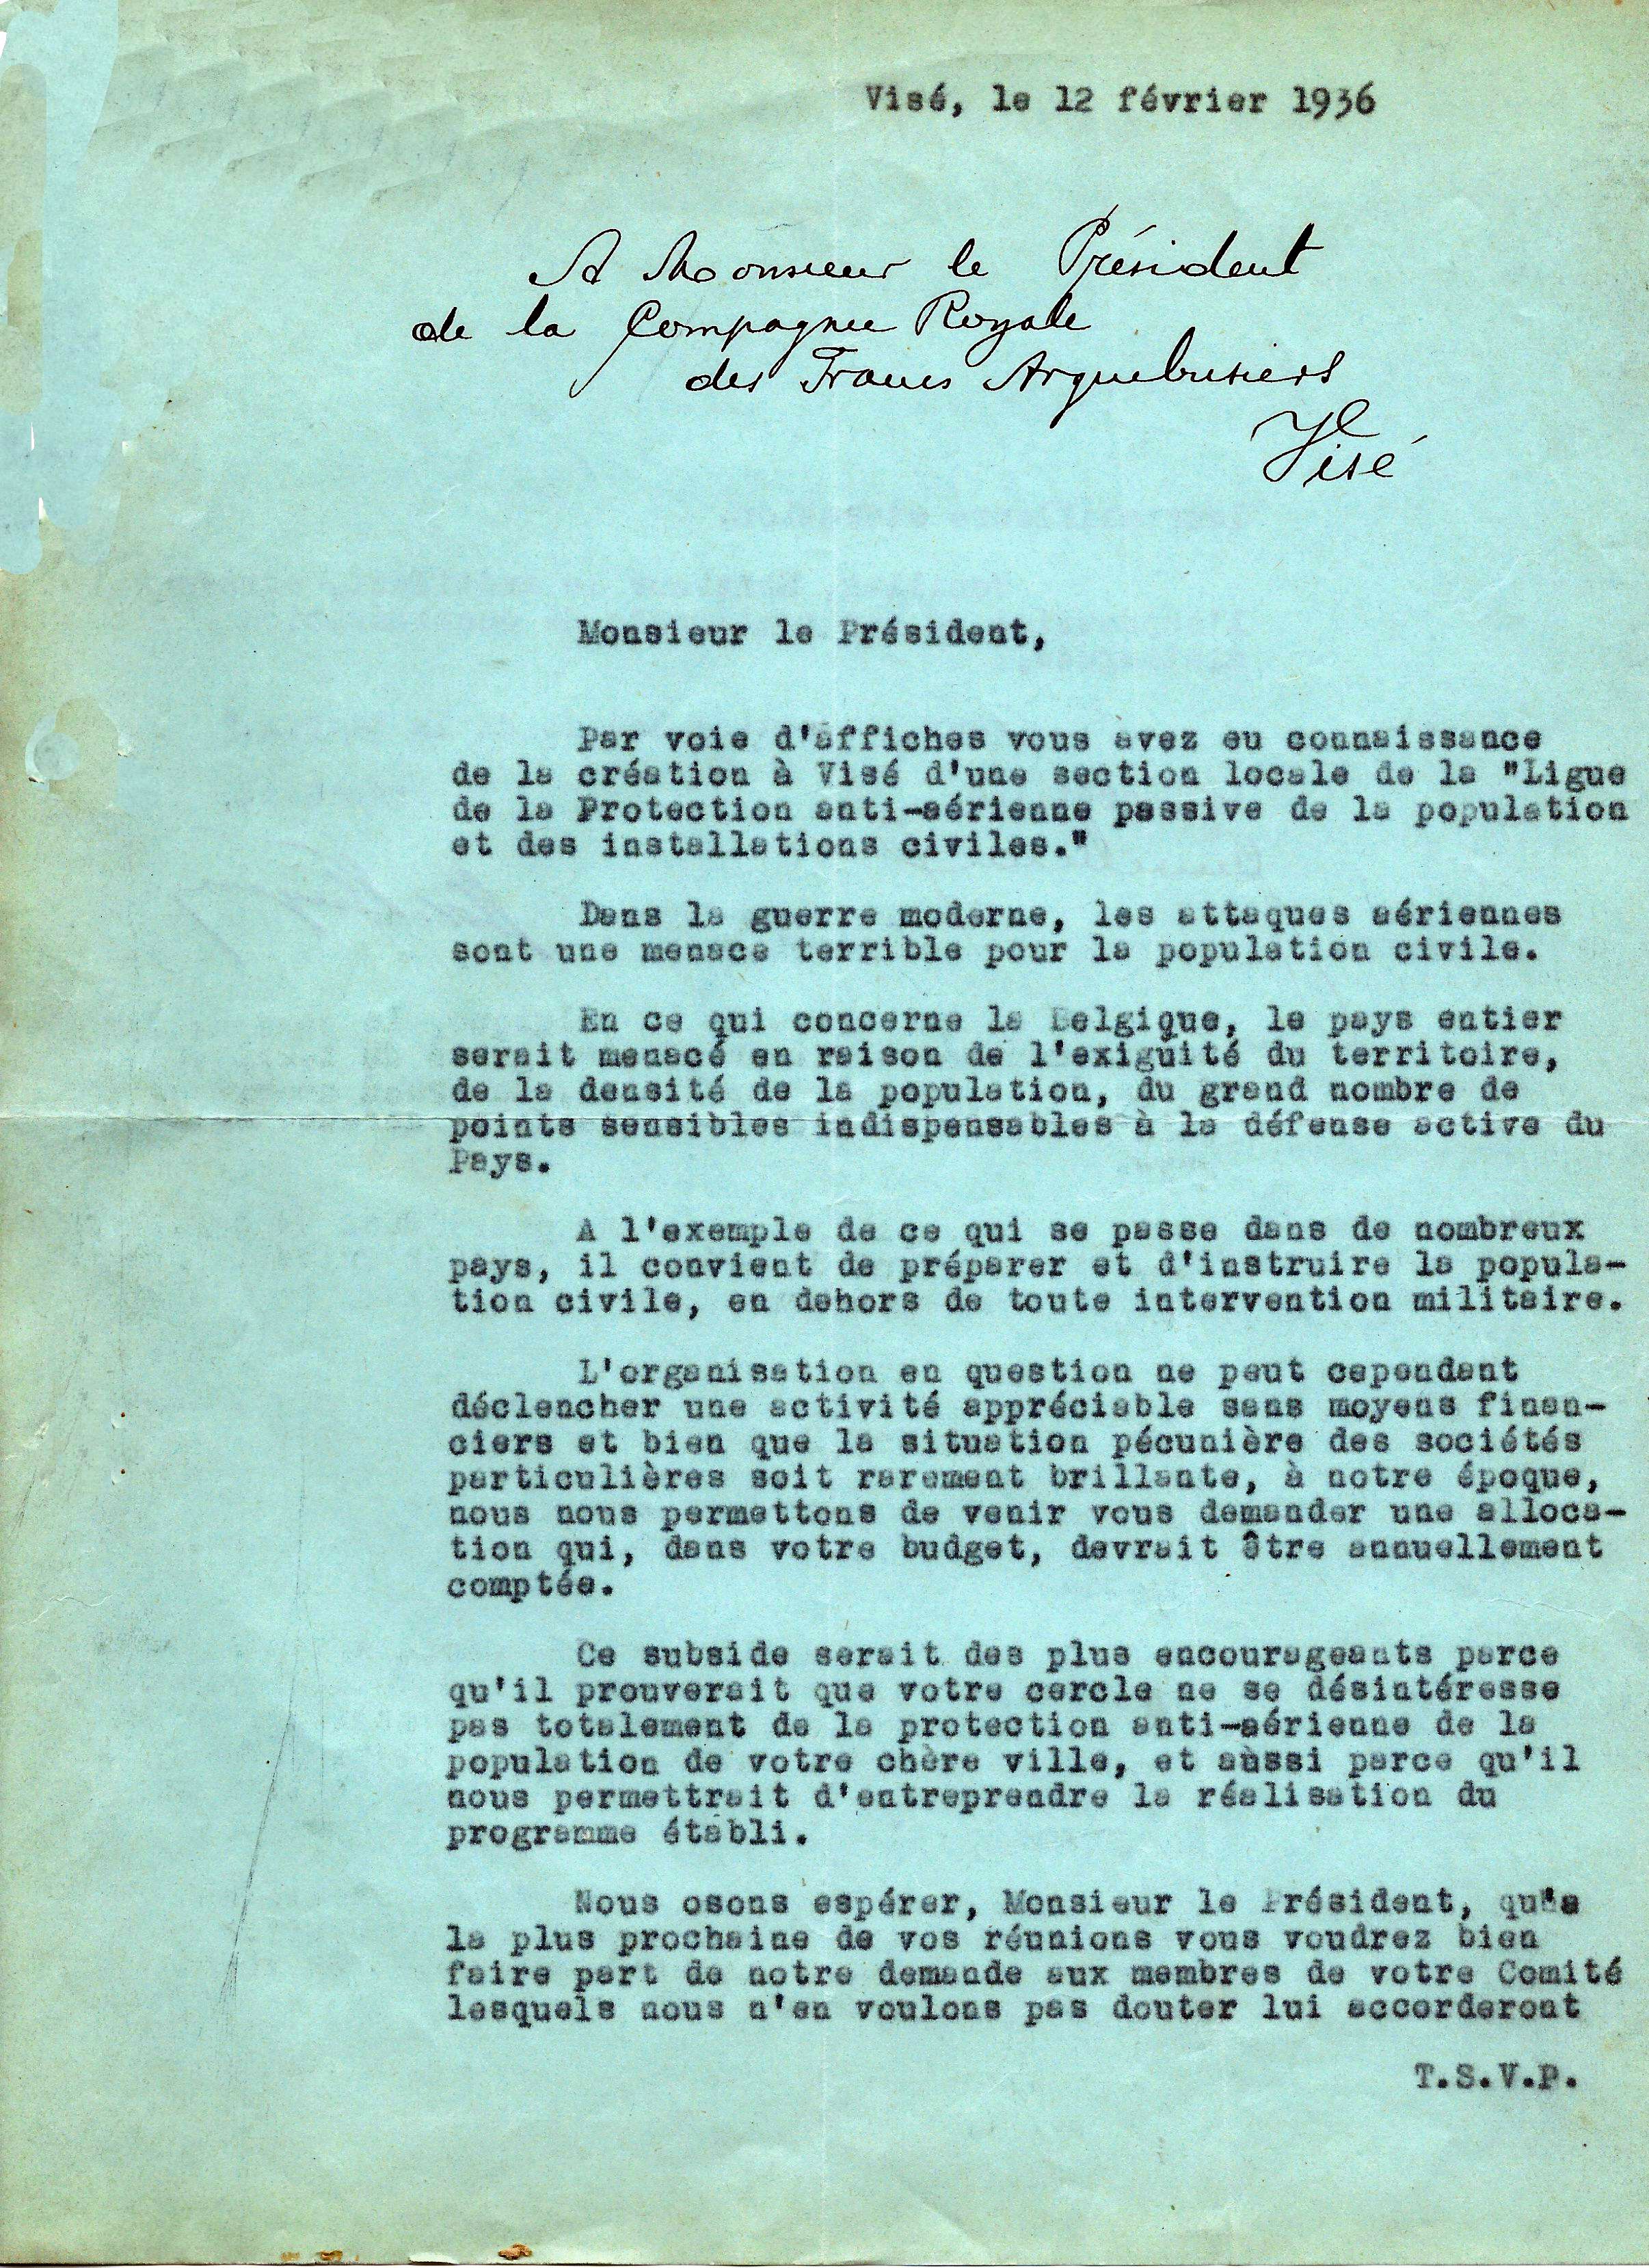 Visé, le 12 février 1936
A Monsieur le Président
de la Compagnie Royale
des Francs Arquebusiers
Visé
Monsieur le Président,
Par voie d'affiches vous avez eu connaissance
de la création à Visé d'une section locale de la "Ligue
de la Protection anti-aérienne passive de la population
et des installations civiles."
Dans la guerre moderne, les attaques aériennes
sont une menace terrible pour la population civile.
En ce qui concerne la Belgique, le pays entier
serait menacé en raison de l'exiguité du territoire,
de la densité de la population, du grand nombre de
points sensibles indispensables à la défense active du
Pays.
A l'exemple de ce qui se passe dans de nombreux
pays, il convient de préparer et d'instruire la popula-
tion civile, en dehors de toute intervention militaire.
L'organisation en question ne peut cependant
déclencher une activité appréciable sans moyens finan-
ciers et bien que la situation pécunière des sociétés
particulières soit rarement brillante, à notre époque,
nous nous permettons de venir vous demander une alloca-
tion qui, dans votre budget, devrait être annuellement
comptée.
Ce subside serait des plus encourageants parce
qu'il prouverait que votre cercle ne se désintéresse
pas totalement de la protection anti-aérienne de la
population de votre chère ville, et aussi parce qu'il
nous permettrait d'entreprendre la réalisation du
programme établi.
Nous osons espérer, Monsieur le Président, qu'a
la plus prochaine de vos réunions vous voudrez bien
faire part de notre demande aux membres de votre Comité
lesquels nous n'en voulons pas douter lui accorderont
T.S.V.P.